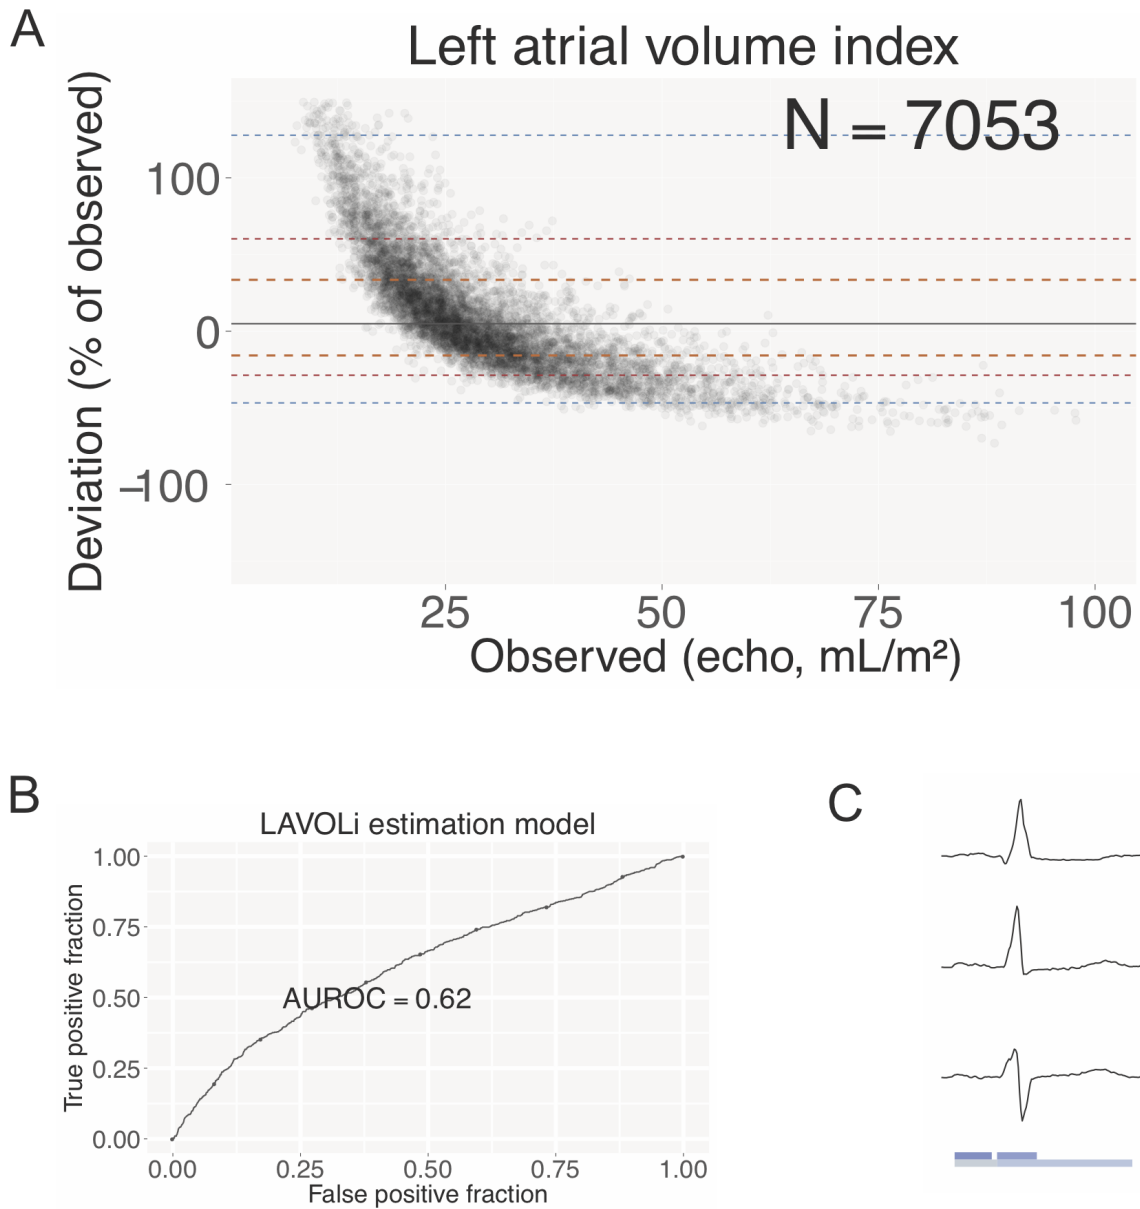 A
Left atrial volume index
N = 7053
Deviation (% of observed)
100
0
−100
25 50 75 100
Observed (echo, mL/m²)
B
LAVOLi estimation model
True positive fraction
1.00
0.75
0.50
0.25
0.00
AUROC = 0.62
0.00 0.25 0.50 0.75 1.00
False positive fraction
C